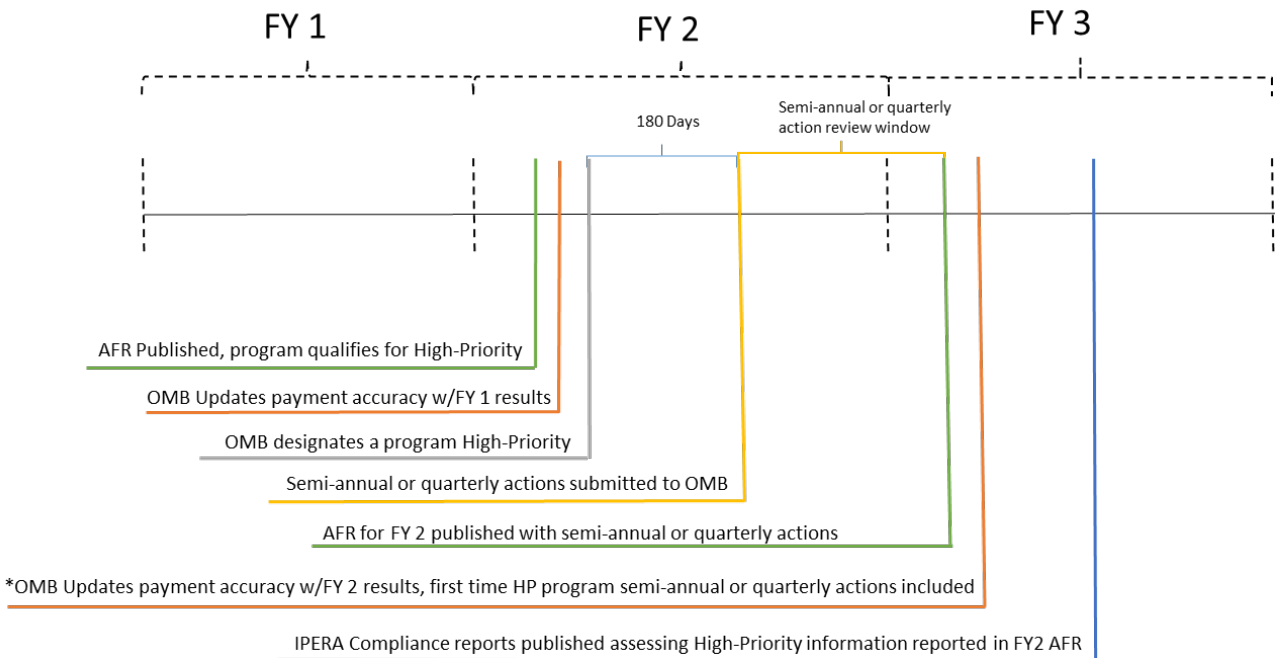 FY 1
FY 2
FY 3
180 Days
Semi-annual or quarterly
action review window
AFR Published, program qualifies for High-Priority
OMB Updates payment accuracy w/FY 1 results
OMB designates a program High-Priority
Semi-annual or quarterly actions submitted to OMB
AFR for FY 2 published with semi-annual or quarterly actions
*OMB Updates payment accuracy w/FY 2 results, first time HP program semi-annual or quarterly actions included
IPERA Compliance reports published assessing High-Priority information reported in FY2 AFR